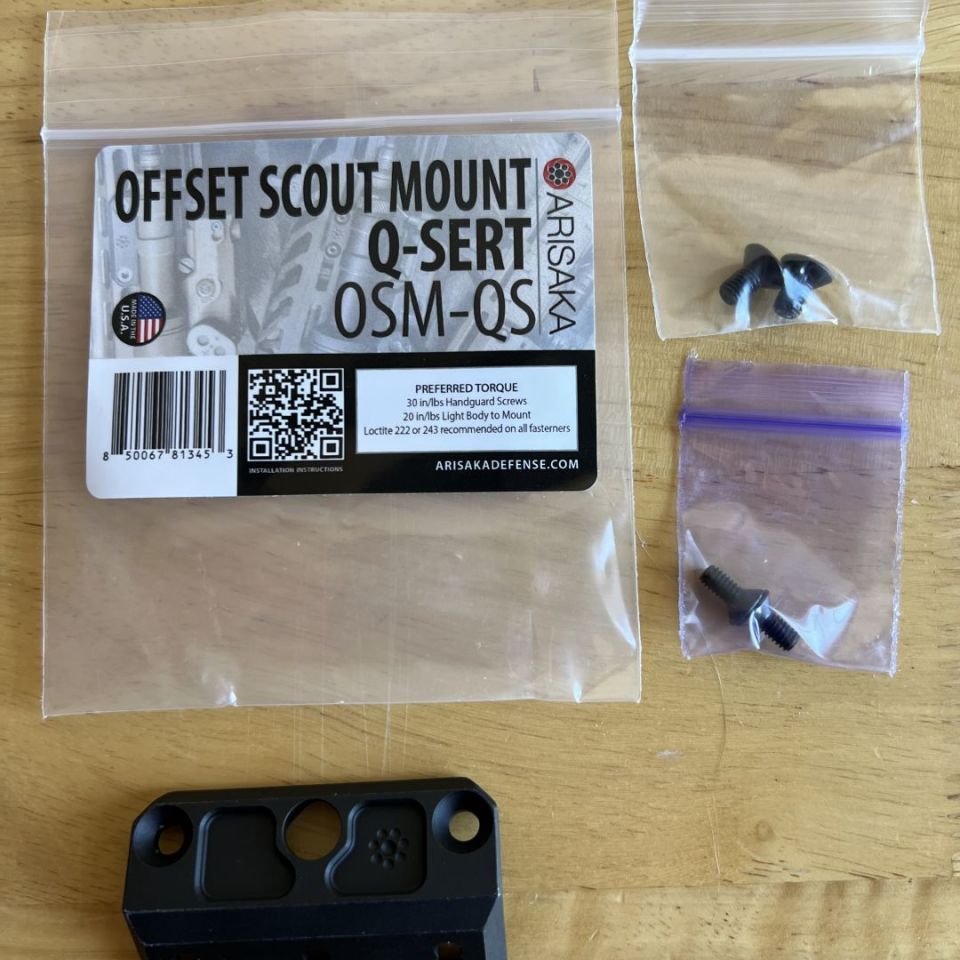 OFFSET SCOUT MOUNT
Q-SERT
OSM-QS
ARISAKA
MADE IN THE
U.S.A.
8 50067 81345 3
INSTALLATION INSTRUCTIONS
PREFERRED TORQUE
30 in/lbs Handguard Screws
20 in/lbs Light Body to Mount
Loctite 222 or 243 recommended on all fasterners
ARISAKADEFENSE.COM